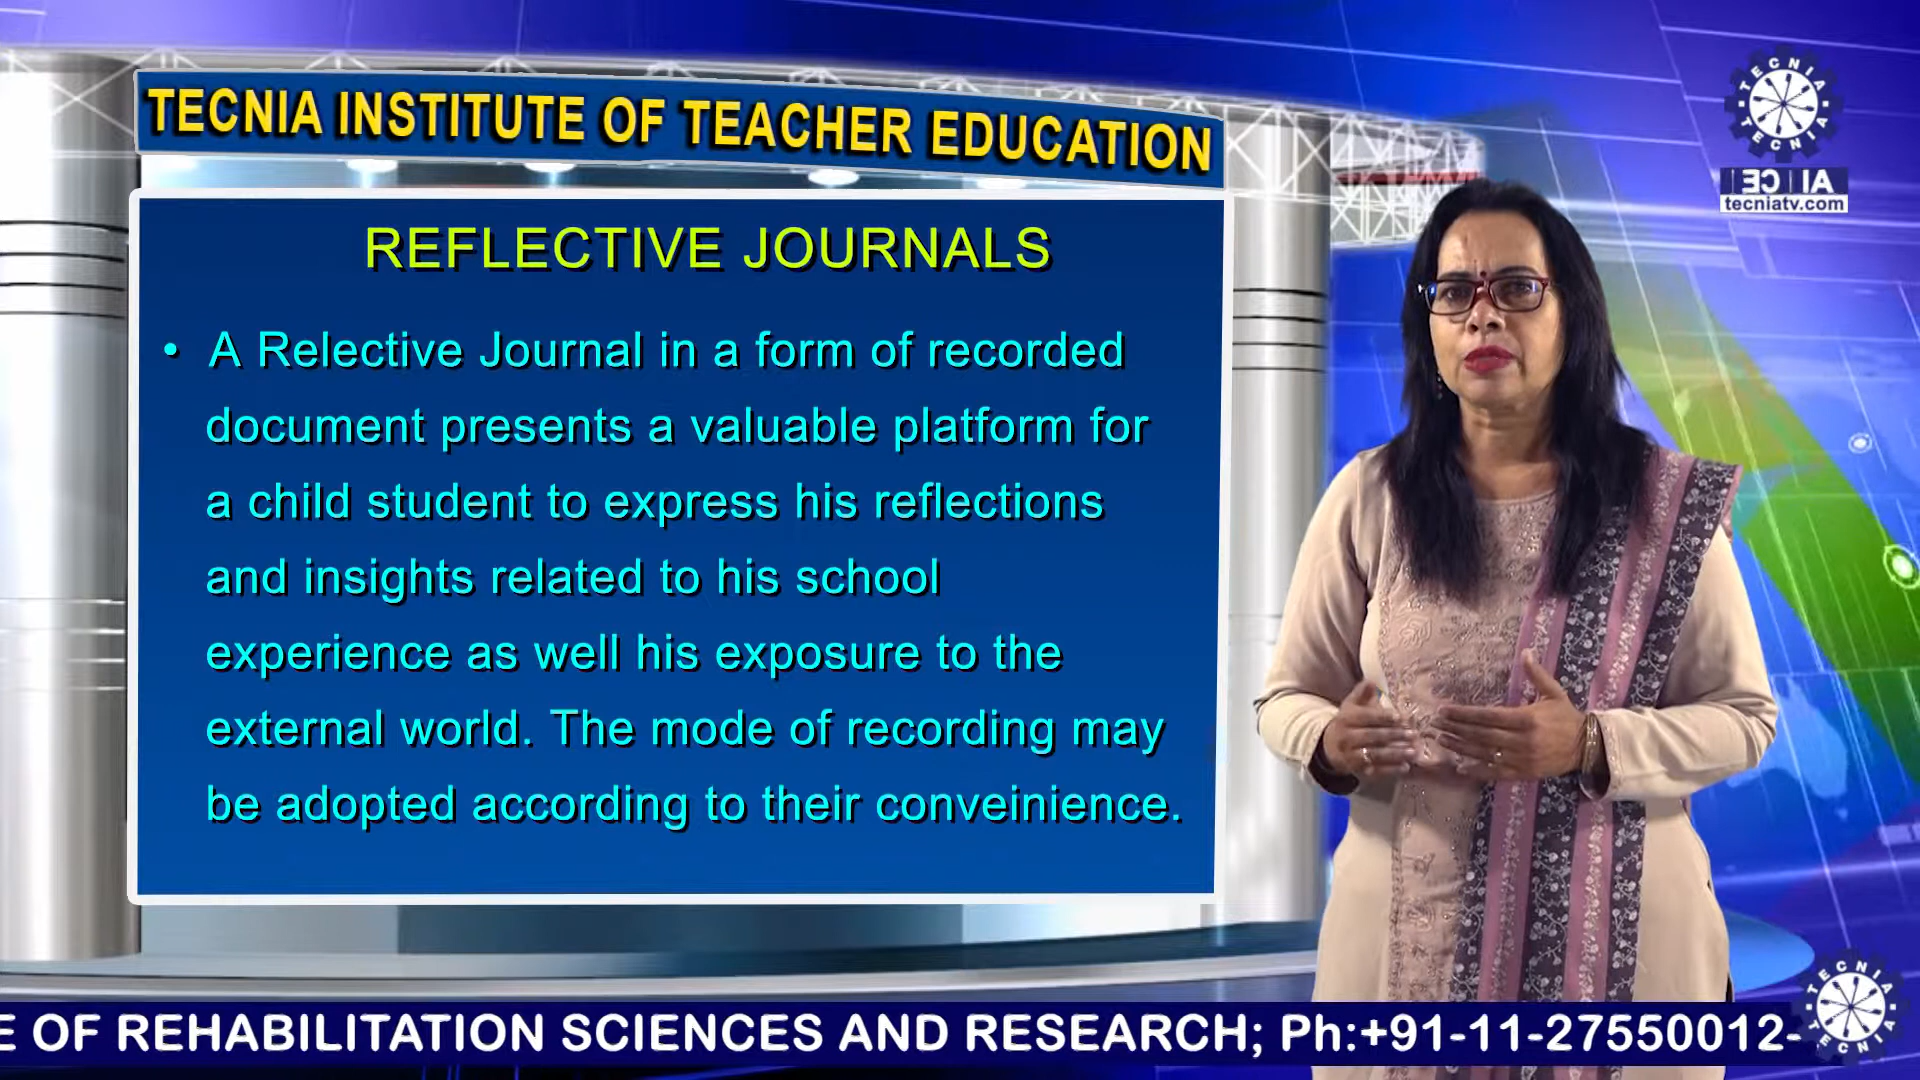 TECNIA INSTITUTE OF TEACHER EDUCATION
TECNIA
TECNIA
tecniatv.com
REFLECTIVE JOURNALS
• A Relective Journal in a form of recorded
document presents a valuable platform for
a child student to express his reflections
and insights related to his school
experience as well his exposure to the
external world. The mode of recording may
be adopted according to their conveinience.
E OF REHABILITATION SCIENCES AND RESEARCH; Ph:+91-11-27550012-
TECNIA
TECNIA